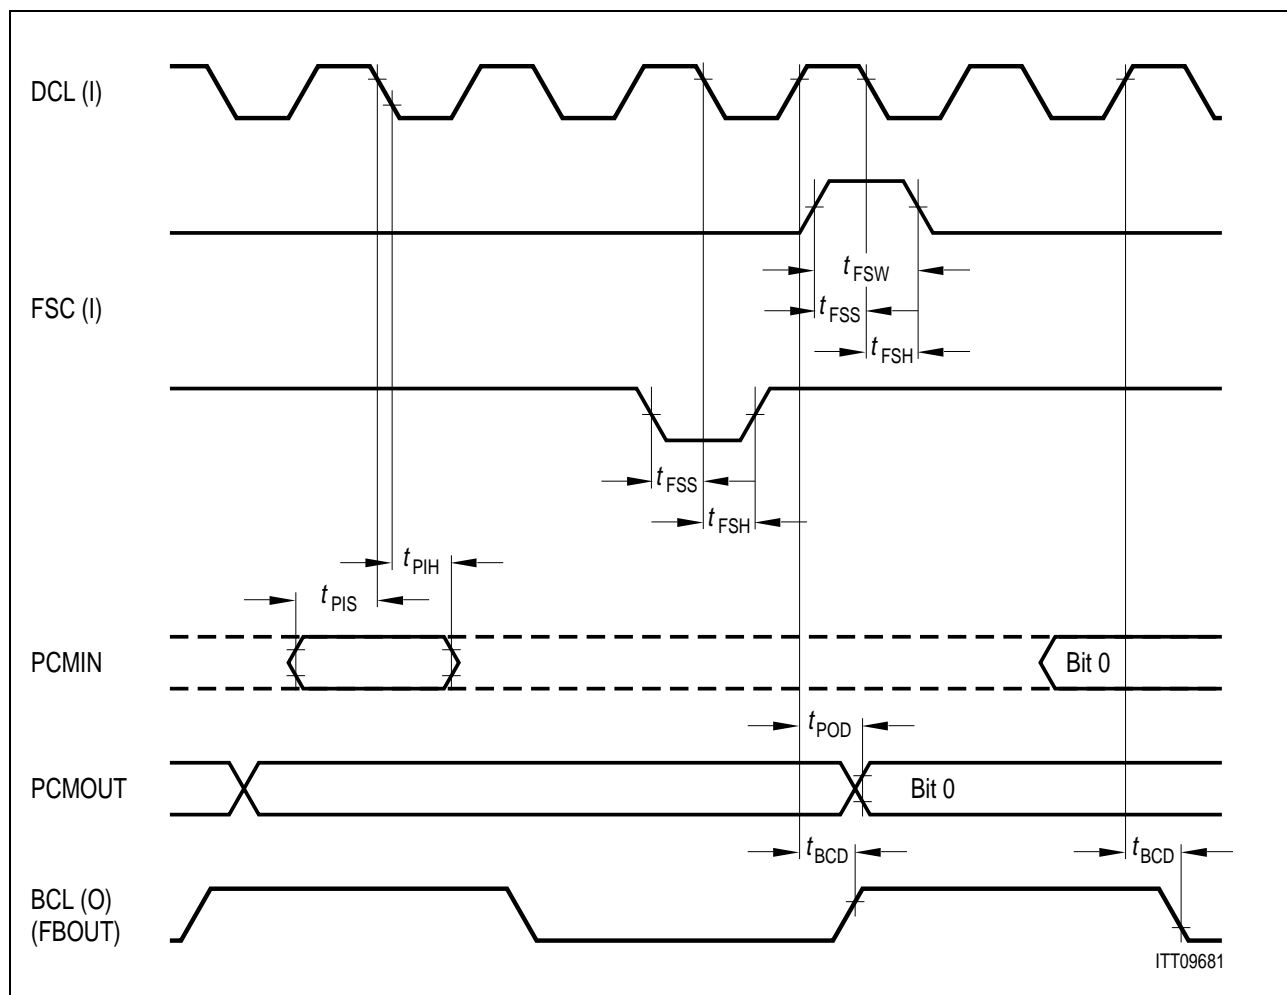 DCL (I)
t FSW
FSC (I)
t FSS
t FSH
t FSS
t FSH
t PIH
t PIS
PCMIN
Bit 0
t POD
PCMOUT
Bit 0
t BCD
t BCD
BCL (O)
(FBOUT)
ITT09681